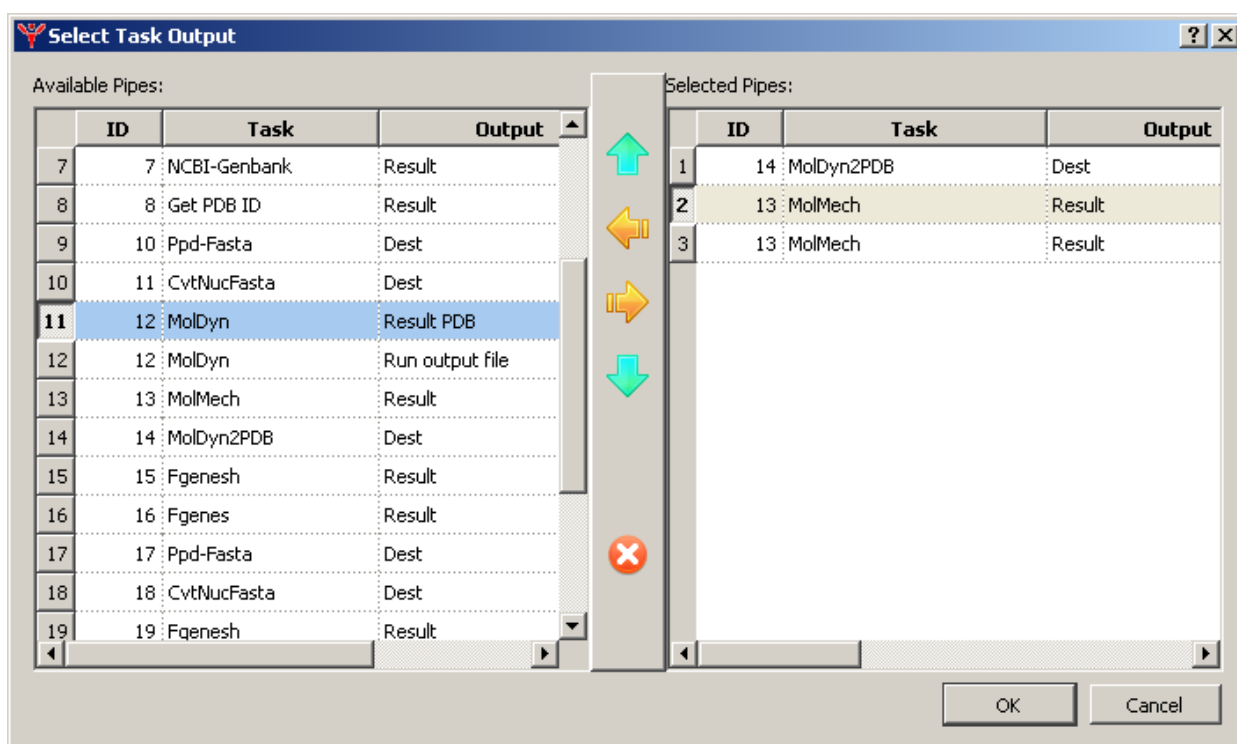 Select Task Output
Available Pipes:
ID Task Output
7 7 NCBI-Genbank Result
8 8 Get PDB ID Result
9 10 Ppd-Fasta Dest
10 11 CvtNucFasta Dest
11 12 MolDyn Result PDB
12 12 MolDyn Run output file
13 13 MolMech Result
14 14 MolDyn2PDB Dest
15 15 Fgenesh Result
16 16 Fgenes Result
17 17 Ppd-Fasta Dest
18 18 CvtNucFasta Dest
19 19 Fgenesh Result
Selected Pipes:
ID Task Output
1 14 MolDyn2PDB Dest
2 13 MolMech Result
3 13 MolMech Result
OK Cancel